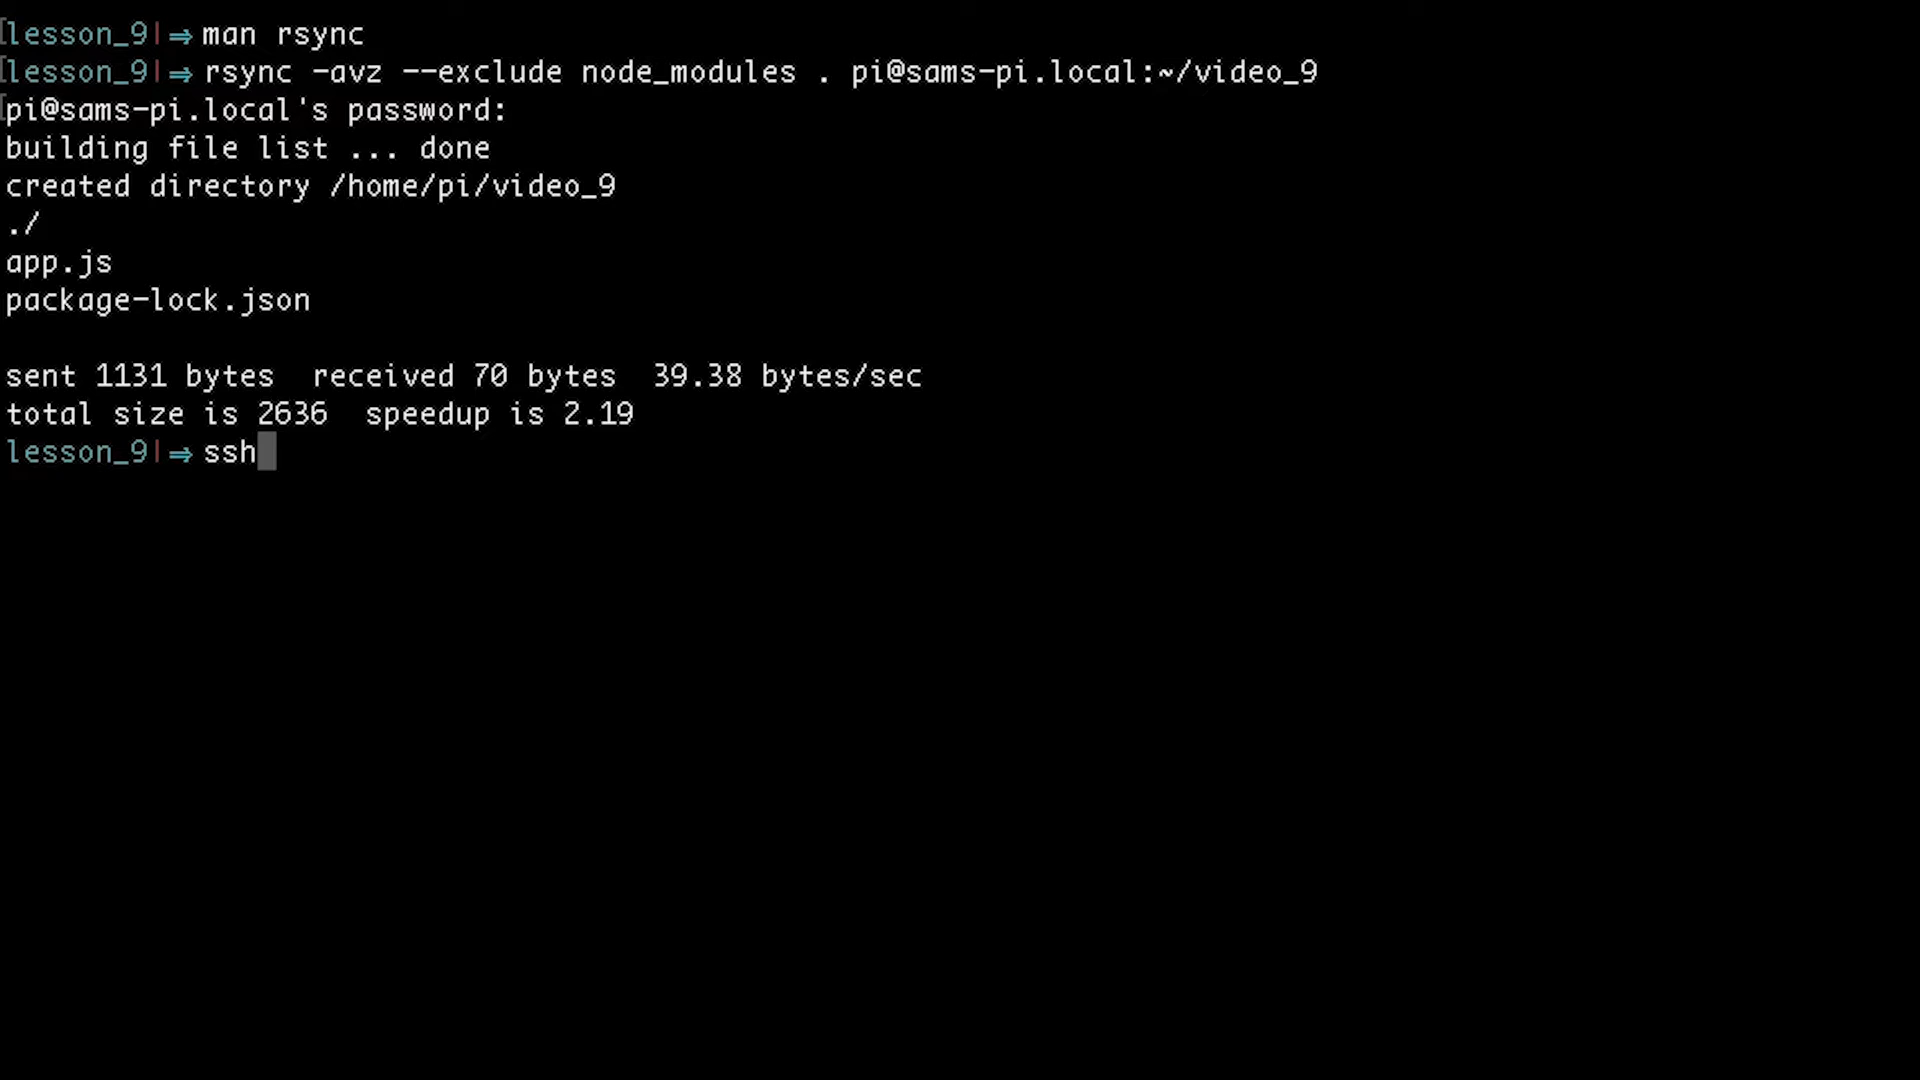 [lesson_9|⇒ man rsync
[lesson_9|⇒ rsync -avz --exclude node_modules . pi@sams-pi.local:~/video_9
[pi@sams-pi.local's password:
building file list ... done
created directory /home/pi/video_9
./
app.js
package-lock.json
sent 1131 bytes  received 70 bytes  39.38 bytes/sec
total size is 2636  speedup is 2.19
lesson_9|⇒ ssh